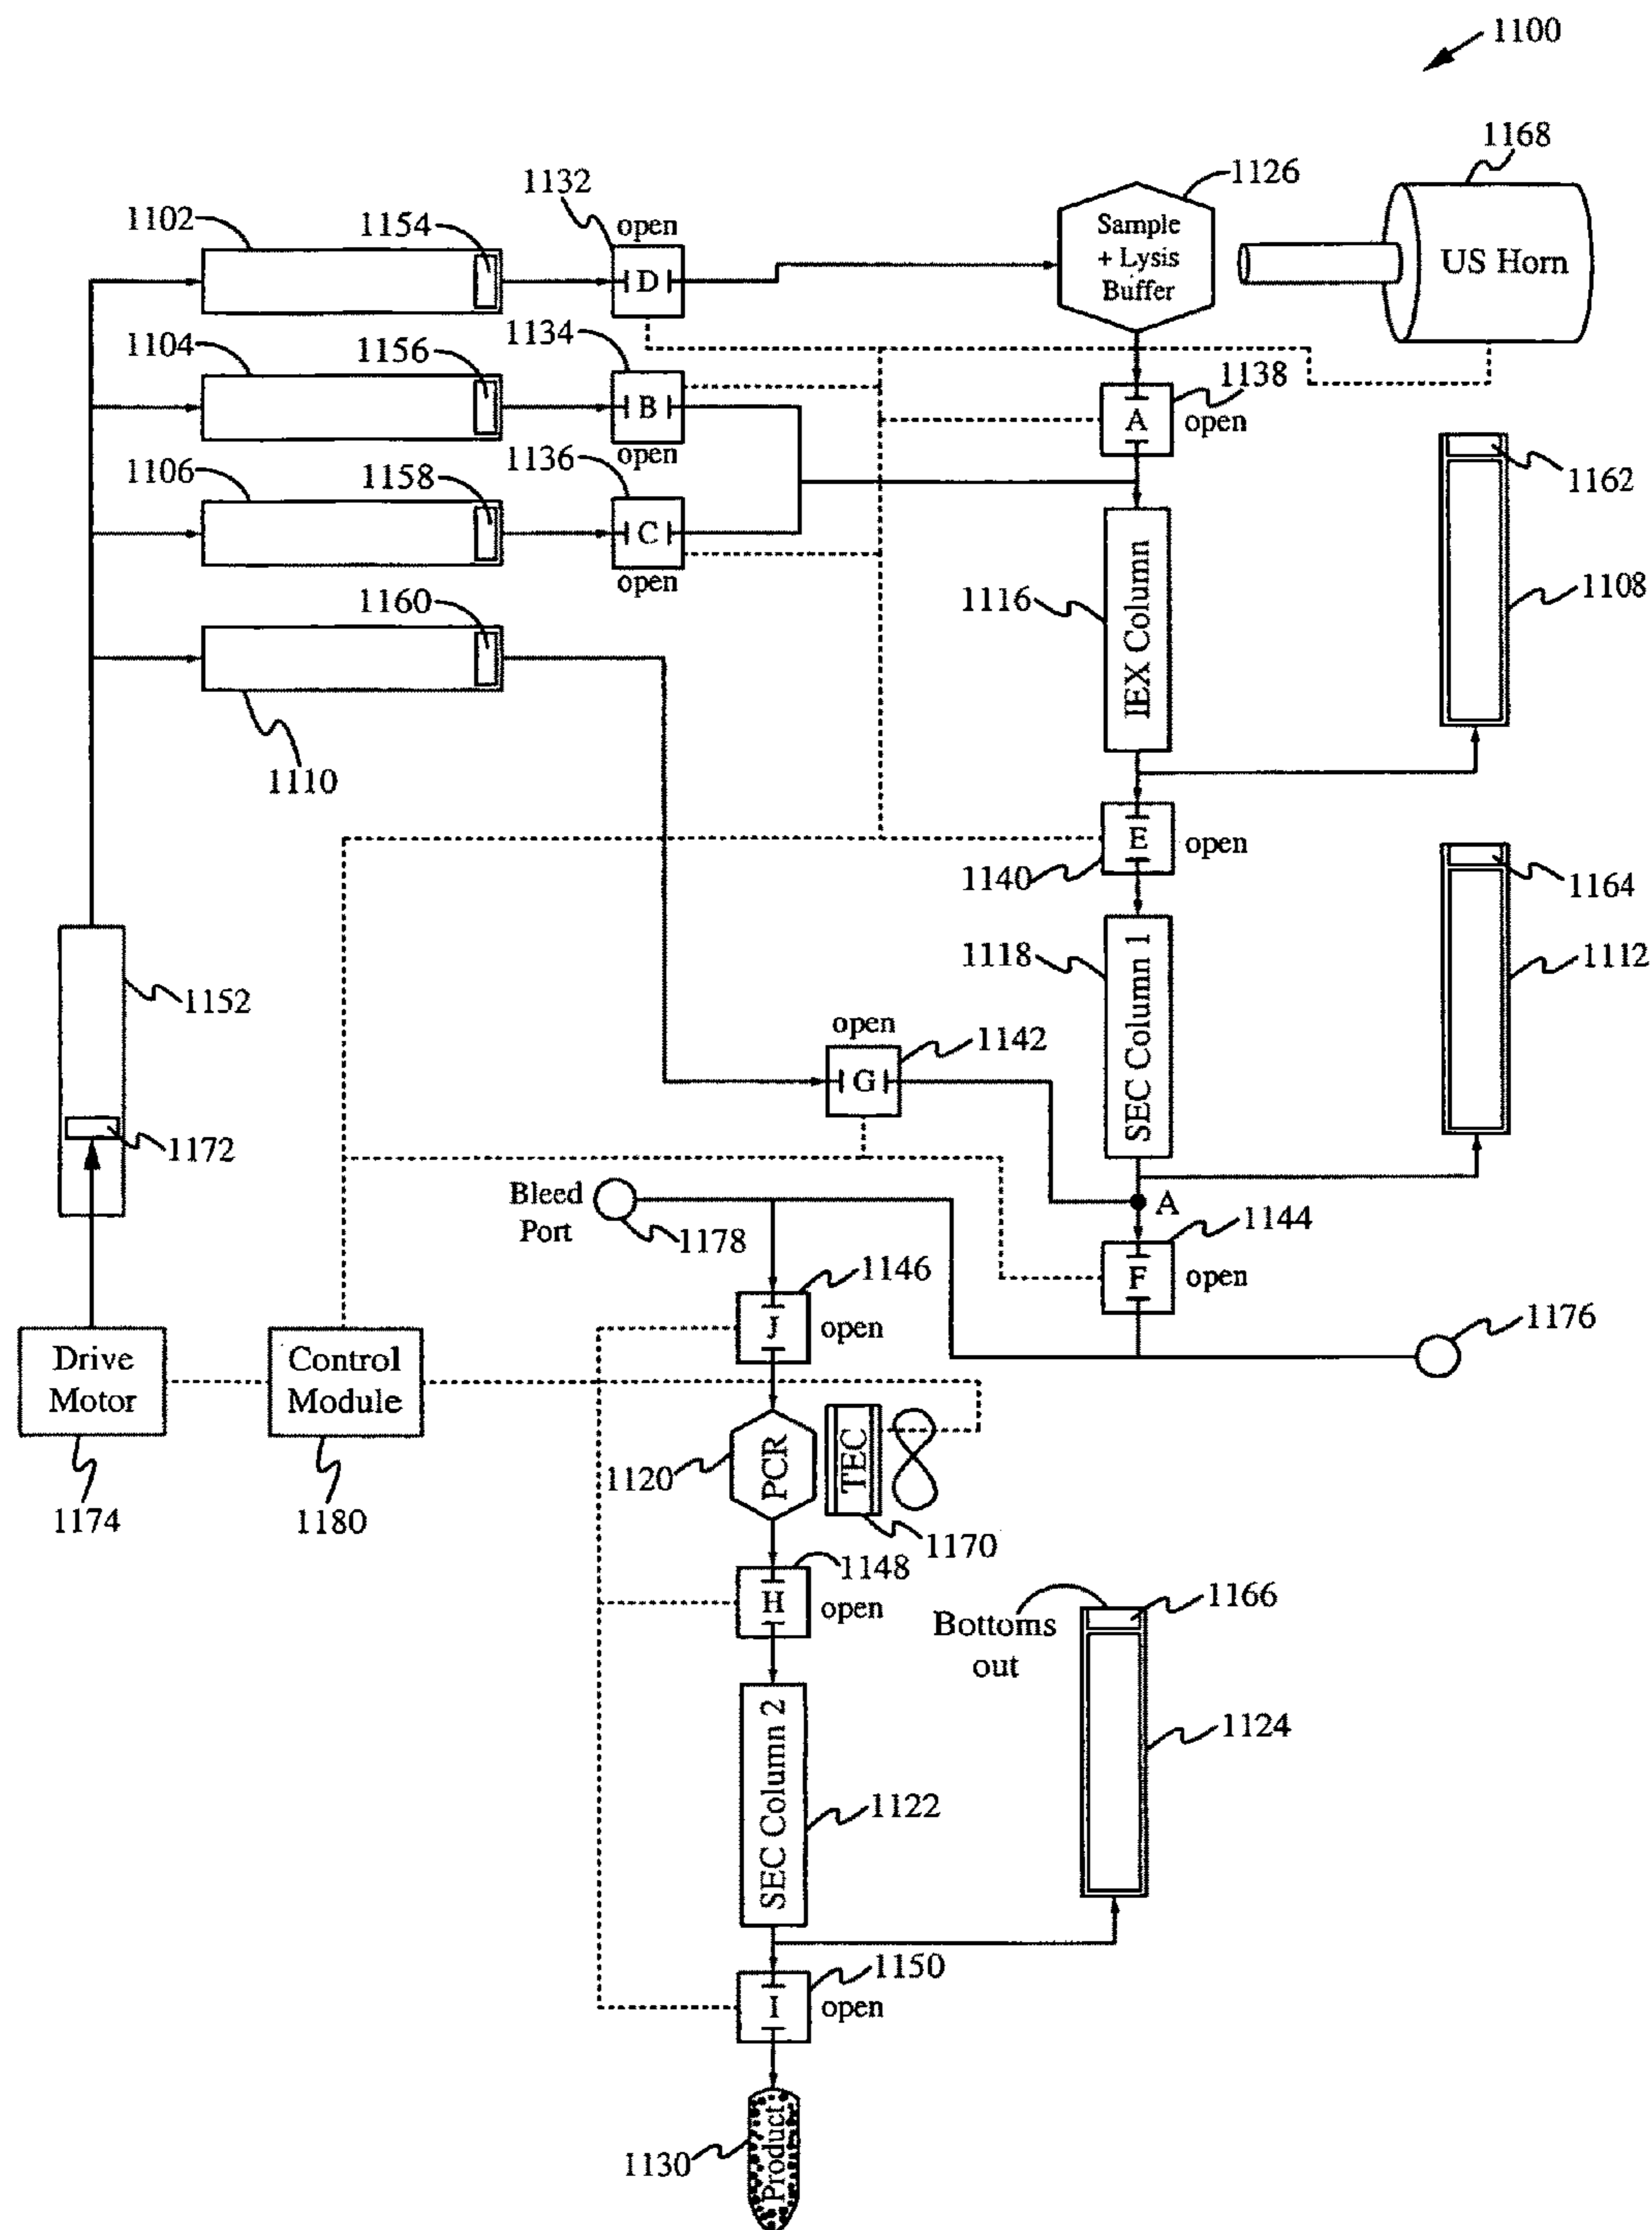 1100
1168
1126
1132
open
1102
1154
D
Sample
+ Lysis
Buffer
US Horn
1134
1104
1156
B
open
1138
A
open
1136
1106
1158
C
open
1162
1108
1160
1116
IEX Column
1110
E
open
1140
1164
1118
SEC Column 1
1112
1152
open
1142
G
1172
Bleed
Port
1178
A
1144
F
open
1146
J
open
1176
Drive
Motor
Control
Module
1120
PCR
TEC
1174
1180
1170
1148
H
open
1166
Bottoms
out
1124
SEC Column 2
1122
1150
I
open
1130
Product